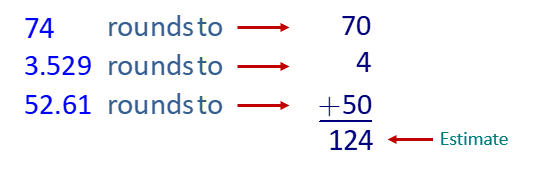 74 rounds to 70
3.529 rounds to 4
52.61 rounds to +50
124 Estimate